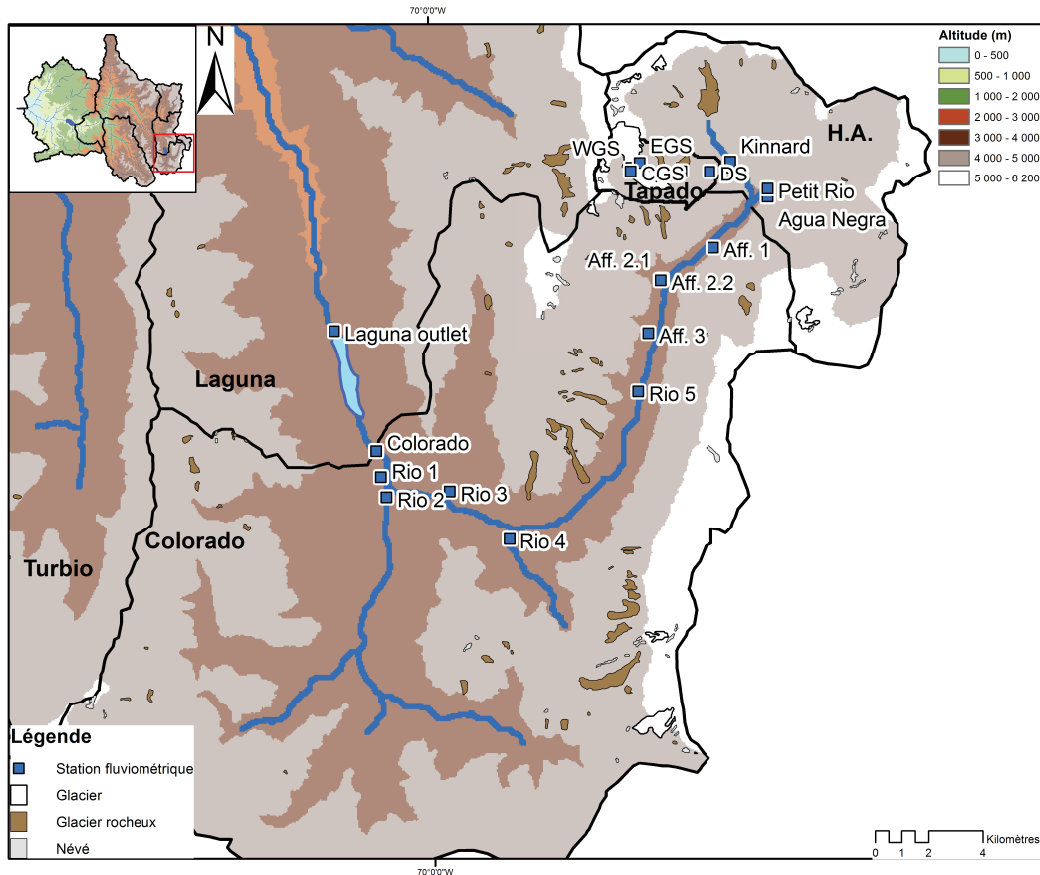 70°0'0"W
N
Altitude (m)
0 - 500
500 - 1 000
1 000 - 2 000
2 000 - 3 000
3 000 - 4 000
4 000 - 5 000
5 000 - 6 200
H.A.
WGS
EGS
Kinnard
CGS
DS
Tapado
Petit Rio
Agua Negra
Aff. 1
Aff. 2.1
Aff. 2.2
Aff. 3
Laguna outlet
Laguna
Rio 5
Colorado
Rio 1
Rio 2
Rio 3
Rio 4
Colorado
Turbio
Légende
Station fluviométrique
Glacier
Glacier rocheux
Névé
Kilomètres
0 1 2 4
70°0'0"W